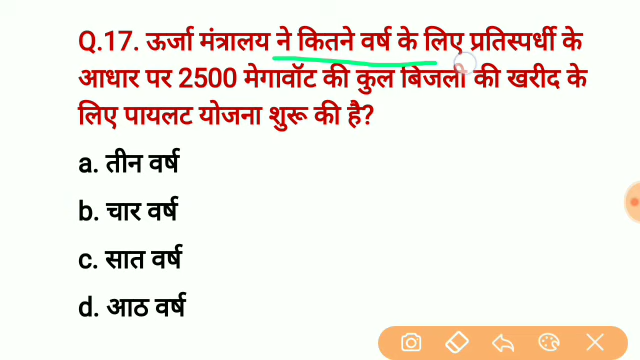 Q.17. ऊर्जा मंत्रालय ने कितने वर्ष के लिए प्रतिस्पर्धी के
आधार पर 2500 मेगावॉट की कुल बिजली की खरीद के
लिए पायलट योजना शुरू की है?
a. तीन वर्ष
b. चार वर्ष
c. सात वर्ष
d. आठ वर्ष